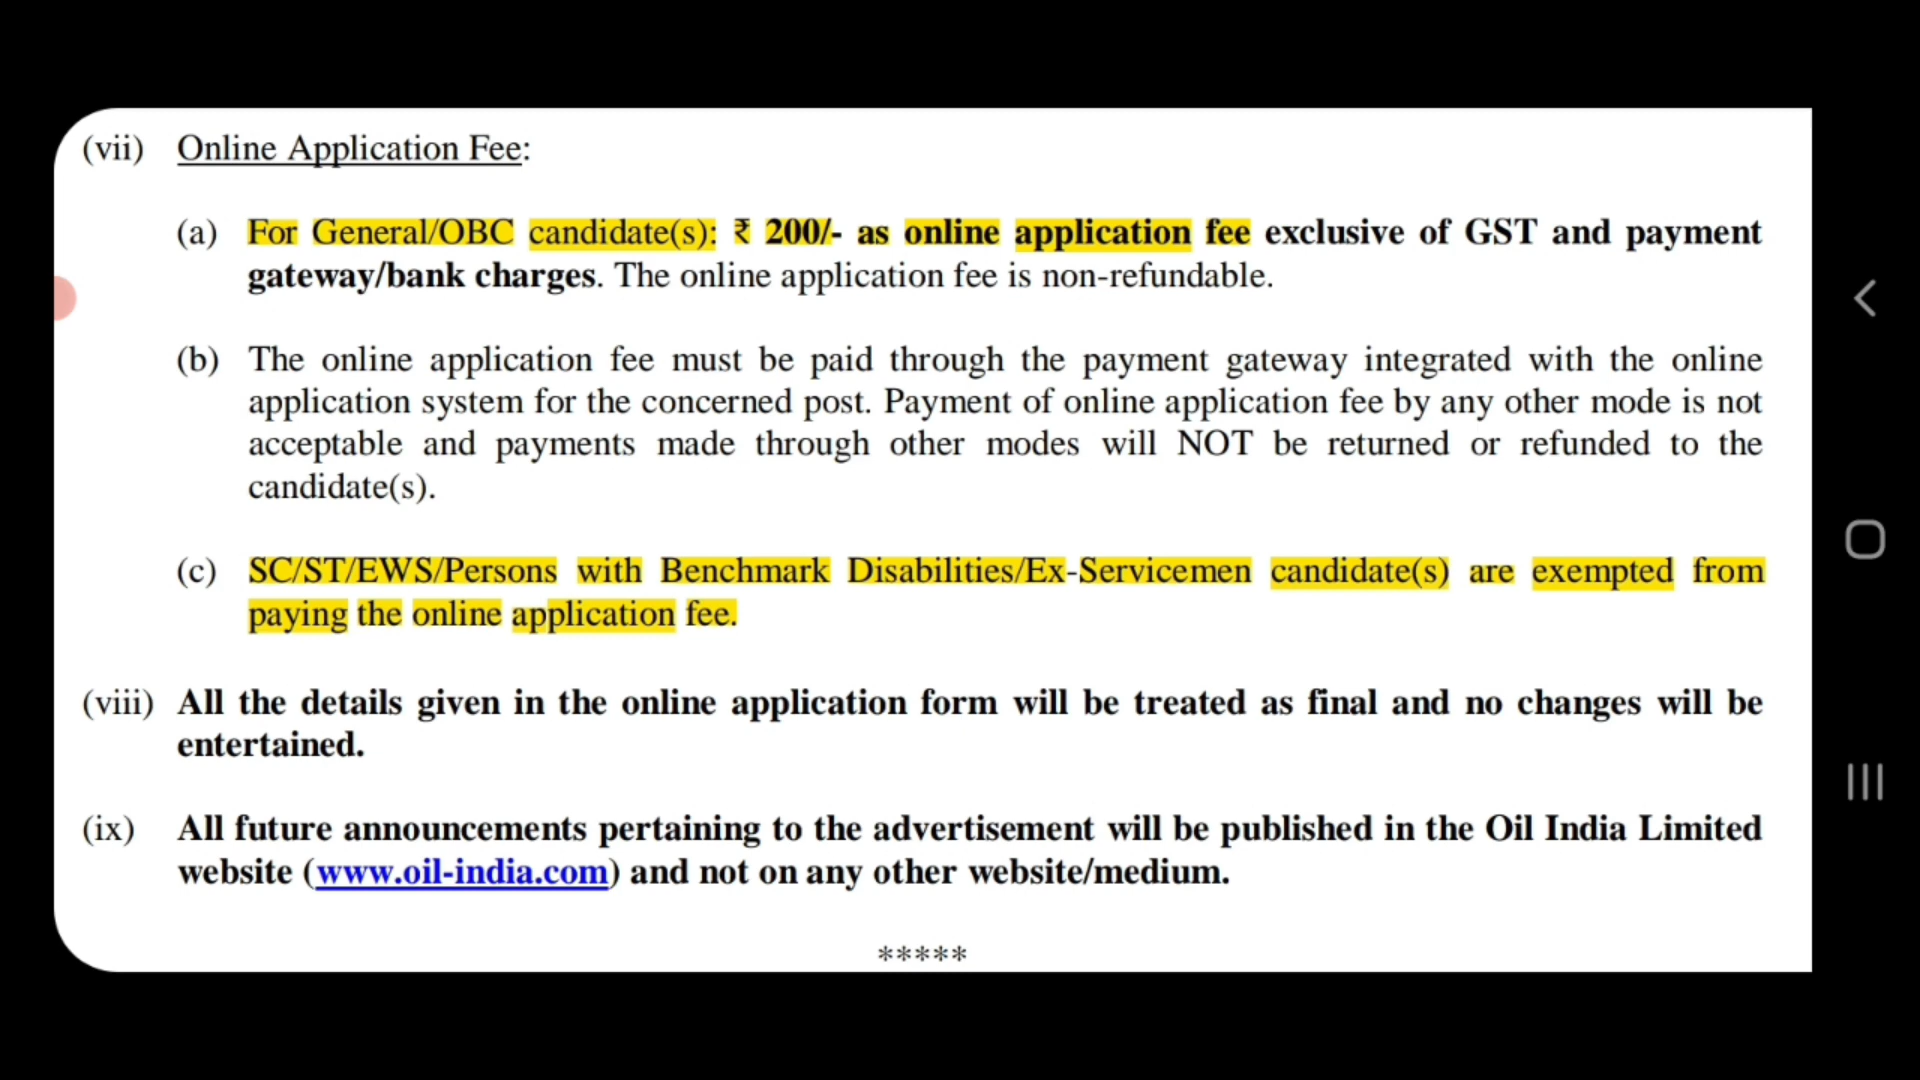 (vii) Online Application Fee:
(a) For General/OBC candidate(s): ₹ 200/- as online application fee exclusive of GST and payment
gateway/bank charges. The online application fee is non-refundable.
(b) The online application fee must be paid through the payment gateway integrated with the online
application system for the concerned post. Payment of online application fee by any other mode is not
acceptable and payments made through other modes will NOT be returned or refunded to the
candidate(s).
(c) SC/ST/EWS/Persons with Benchmark Disabilities/Ex-Servicemen candidate(s) are exempted from
paying the online application fee.
(viii) All the details given in the online application form will be treated as final and no changes will be
entertained.
(ix) All future announcements pertaining to the advertisement will be published in the Oil India Limited
website (www.oil-india.com) and not on any other website/medium.
*****